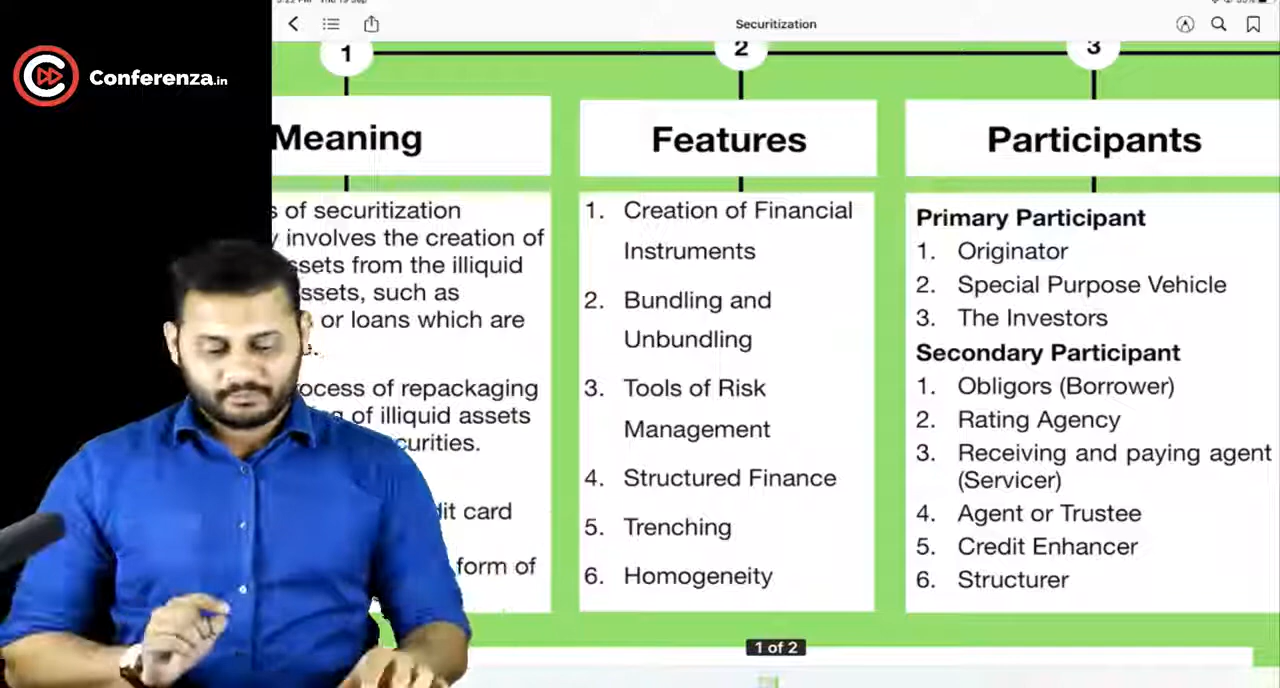 Securitization
Conferenza.in
1
2
3
Meaning
Features
Participants
s of securitization
involves the creation of
ssets from the illiquid
ssets, such as
or loans which are
e.
ocess of repackaging
of illiquid assets
curities.
dit card
form of
1. Creation of Financial
Instruments
2. Bundling and
Unbundling
3. Tools of Risk
Management
4. Structured Finance
5. Trenching
6. Homogeneity
Primary Participant
1. Originator
2. Special Purpose Vehicle
3. The Investors
Secondary Participant
1. Obligors (Borrower)
2. Rating Agency
3. Receiving and paying agent
(Servicer)
4. Agent or Trustee
5. Credit Enhancer
6. Structurer
1 of 2